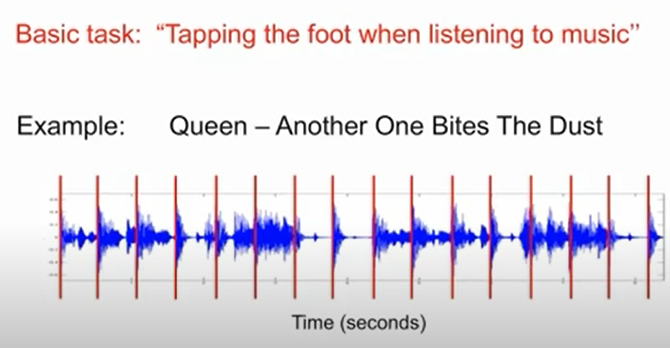 Basic task: “Tapping the foot when listening to music’’
Example: Queen – Another One Bites The Dust
Time (seconds)